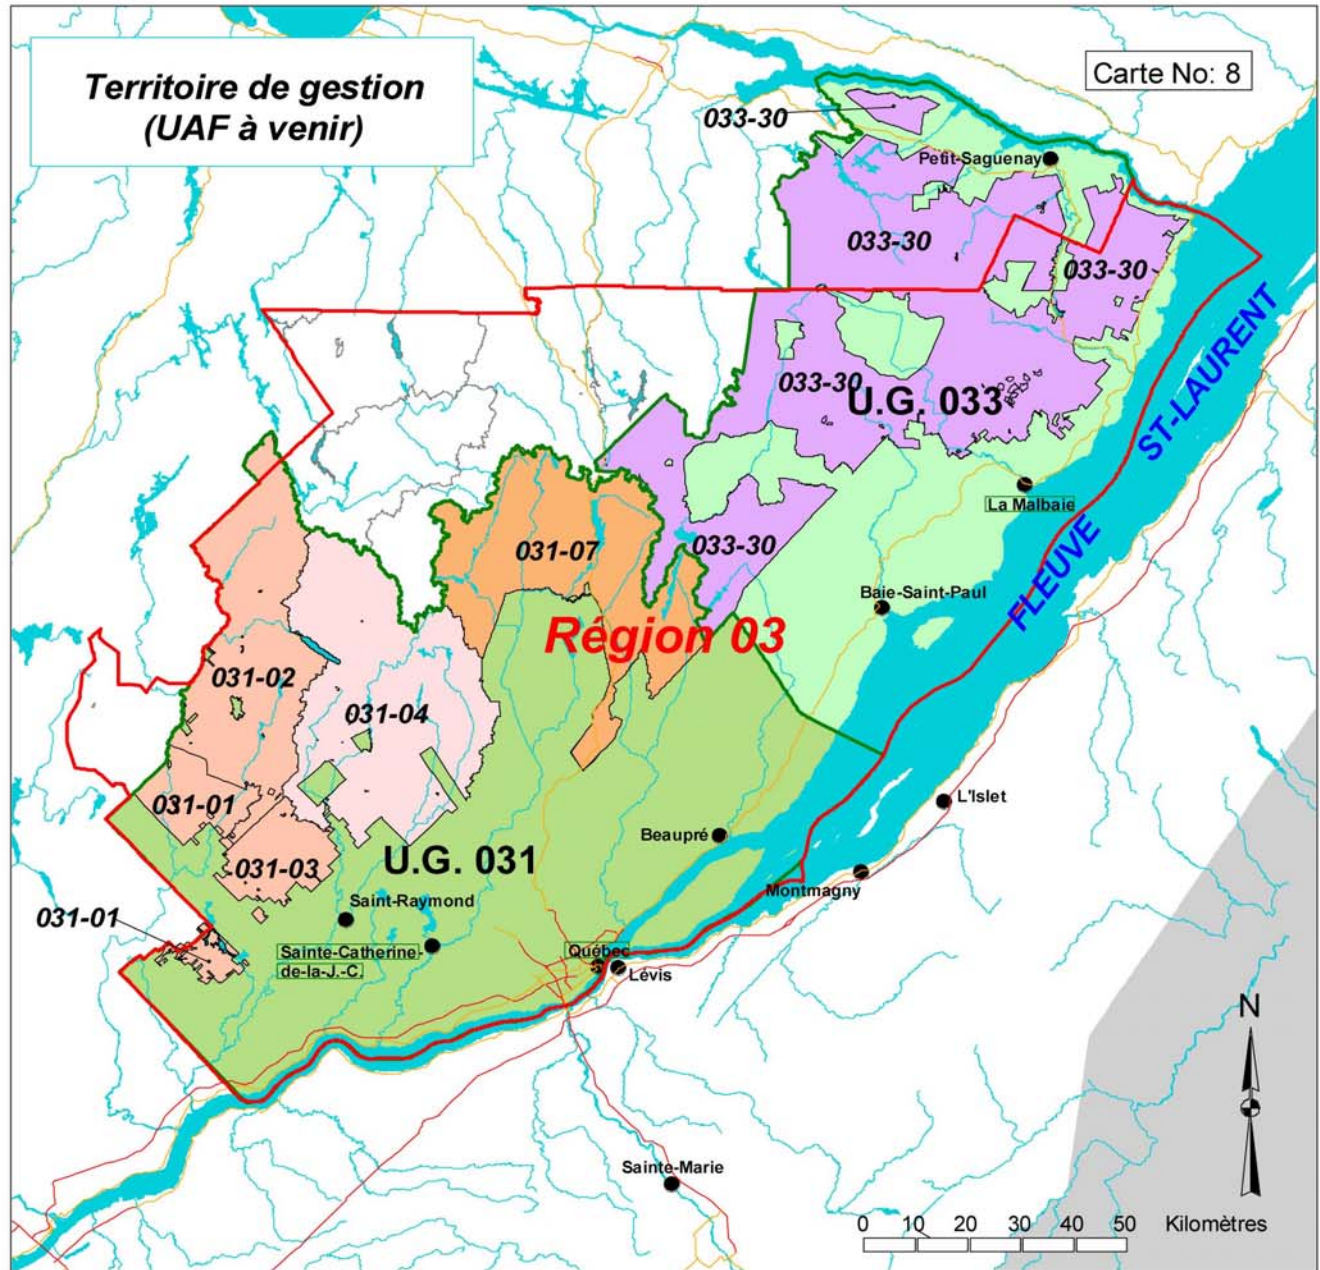 Territoire de gestion
(UAF à venir)
Carte No: 8
033-30
Petit-Saguenay
033-30
033-30
033-30
U.G. 033
ST-LAURENT
La Malbaie
031-07
033-30
FLEUVE
Baie-Saint-Paul
Région 03
031-02
031-04
031-01
L'Islet
Beaupré
031-03
U.G. 031
Montmagny
Saint-Raymond
031-01
Sainte-Catherine-
de-la-J.-C.
Québec
Lévis
N
Sainte-Marie
0 10 20 30 40 50 Kilomètres